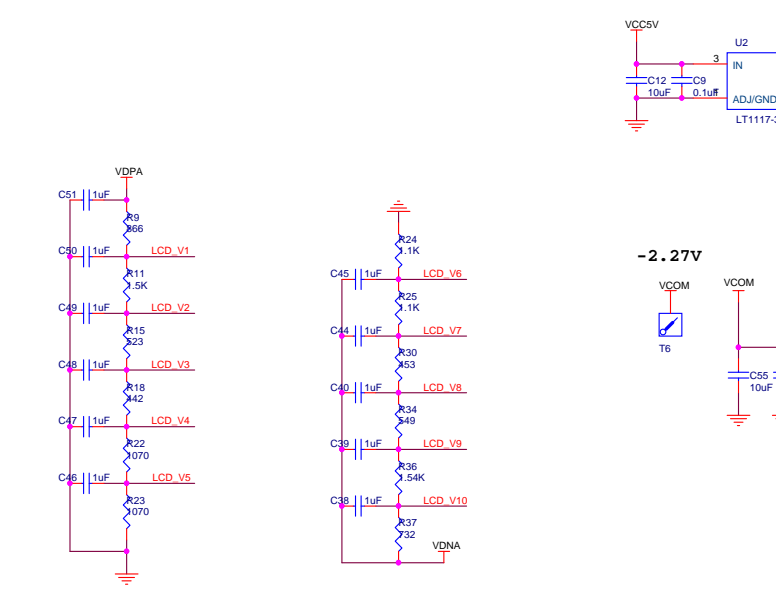 VCC5V
U2
3
IN
C12
C9
10uF
0.1uF
ADJ/GND
LT1117-3
VDPA
C51
1uF
R9
866
C50
1uF
LCD_V1
R11
1.5K
C49
1uF
LCD_V2
R15
523
C48
1uF
LCD_V3
R18
442
C47
1uF
LCD_V4
R22
1070
C46
1uF
LCD_V5
R23
1070
R24
1.1K
C45
1uF
LCD_V6
R25
1.1K
C44
1uF
LCD_V7
R30
453
C40
1uF
LCD_V8
R34
549
C39
1uF
LCD_V9
R36
1.54K
C38
1uF
LCD_V10
R37
732
VDNA
-2.27V
VCOM
VCOM
T6
C55
10uF